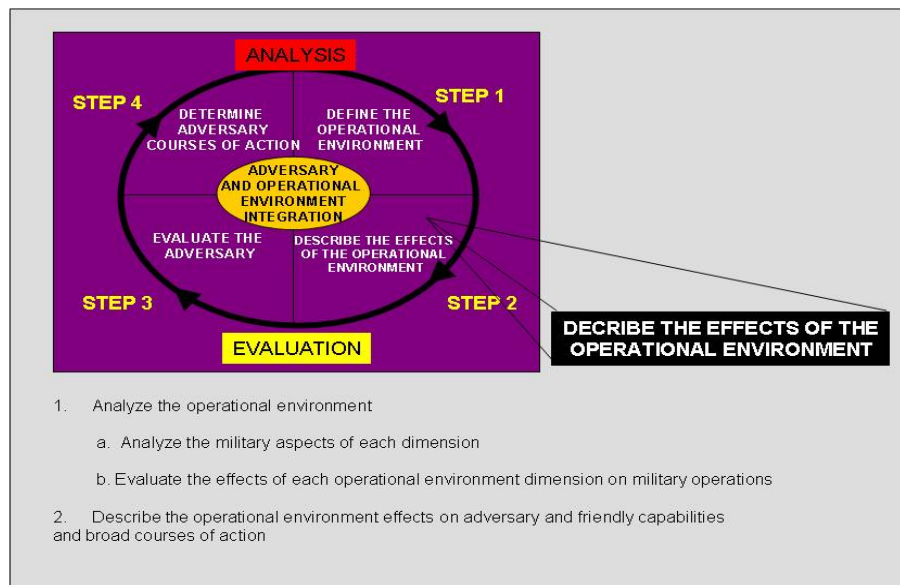 ANALYSIS
STEP 4
STEP 1
DETERMINE
ADVERSARY
COURSES OF ACTION
DEFINE THE
OPERATIONAL
ENVIRONMENT
ADVERSARY
AND OPERATIONAL
ENVIRONMENT
INTEGRATION
EVALUATE THE
ADVERSARY
DESCRIBE THE EFFECTS
OF THE OPERATIONAL
ENVIRONMENT
STEP 3
STEP 2
EVALUATION
DECRIBE THE EFFECTS OF THE
OPERATIONAL ENVIRONMENT
1. Analyze the operational environment
a. Analyze the military aspects of each dimension
b. Evaluate the effects of each operational environment dimension on military operations
2. Describe the operational environment effects on adversary and friendly capabilities
and broad courses of action